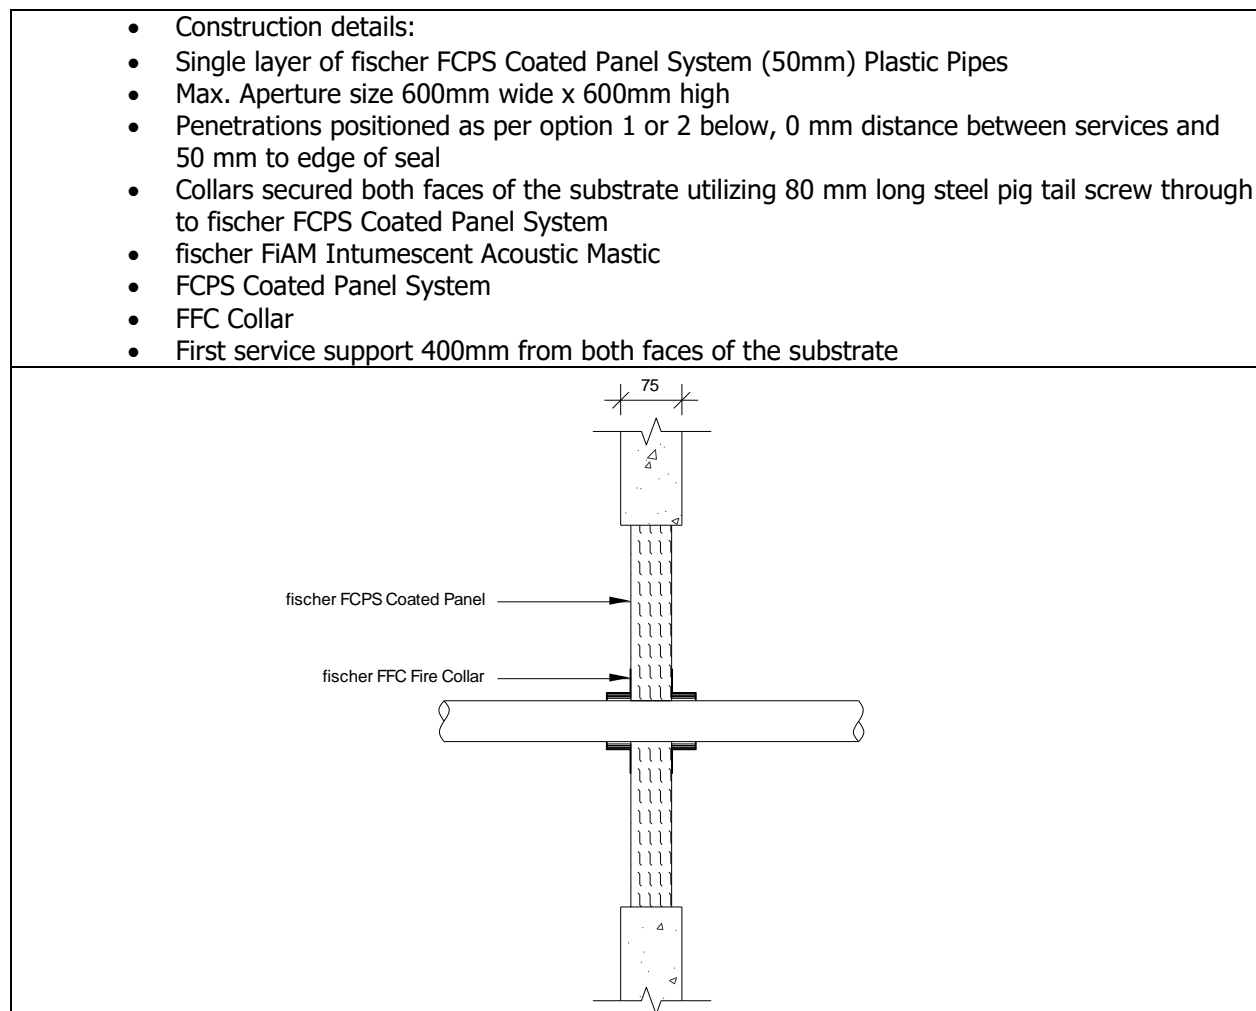 • Construction details:
• Single layer of fischer FCPS Coated Panel System (50mm) Plastic Pipes
• Max. Aperture size 600mm wide x 600mm high
• Penetrations positioned as per option 1 or 2 below, 0 mm distance between services and
50 mm to edge of seal
• Collars secured both faces of the substrate utilizing 80 mm long steel pig tail screw through
to fischer FCPS Coated Panel System
• fischer FiAM Intumescent Acoustic Mastic
• FCPS Coated Panel System
• FFC Collar
• First service support 400mm from both faces of the substrate
75
fischer FCPS Coated Panel
fischer FFC Fire Collar